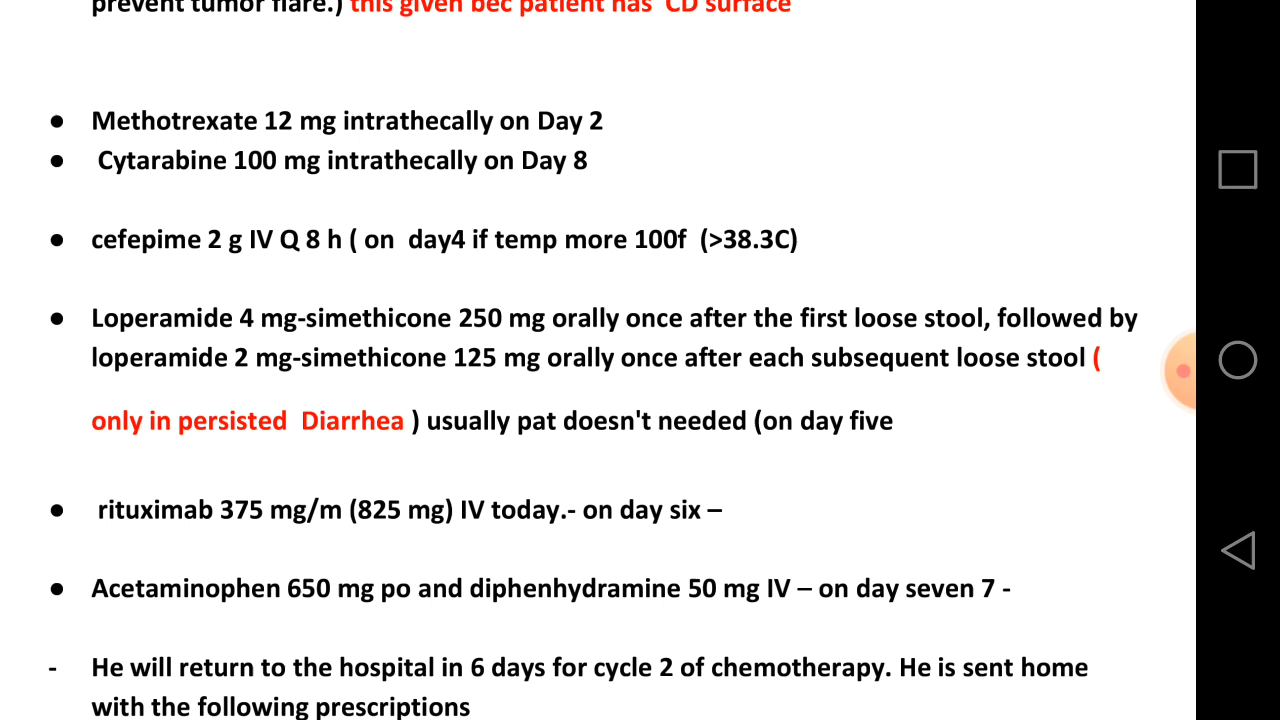 prevent tumor flare.) this given bec patient has CD surface
● Methotrexate 12 mg intrathecally on Day 2
● Cytarabine 100 mg intrathecally on Day 8
● cefepime 2 g IV Q 8 h ( on day4 if temp more 100f (>38.3C)
● Loperamide 4 mg-simethicone 250 mg orally once after the first loose stool, followed by
loperamide 2 mg-simethicone 125 mg orally once after each subsequent loose stool (
only in persisted Diarrhea ) usually pat doesn't needed (on day five
● rituximab 375 mg/m (825 mg) IV today.- on day six –
● Acetaminophen 650 mg po and diphenhydramine 50 mg IV – on day seven 7 -
- He will return to the hospital in 6 days for cycle 2 of chemotherapy. He is sent home
with the following prescriptions